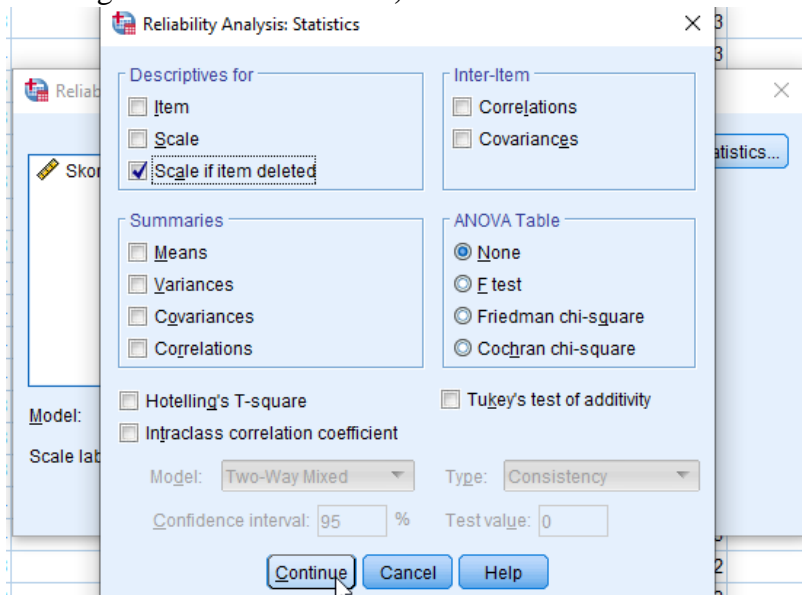 Reliability Analysis: Statistics
3
3
Reliab
atistics...
Skor
Model:
Scale lab
Descriptives for
Item
Scale
Scale if item deleted
Inter-Item
Correlations
Covariances
Summaries
Means
Variances
Covariances
Correlations
ANOVA Table
None
F test
Friedman chi-square
Cochran chi-square
Hotelling's T-square
Tukey's test of additivity
Intraclass correlation coefficient
Model: Two-Way Mixed Type: Consistency
Confidence interval: 95 % Test value: 0
Continue Cancel Help
2